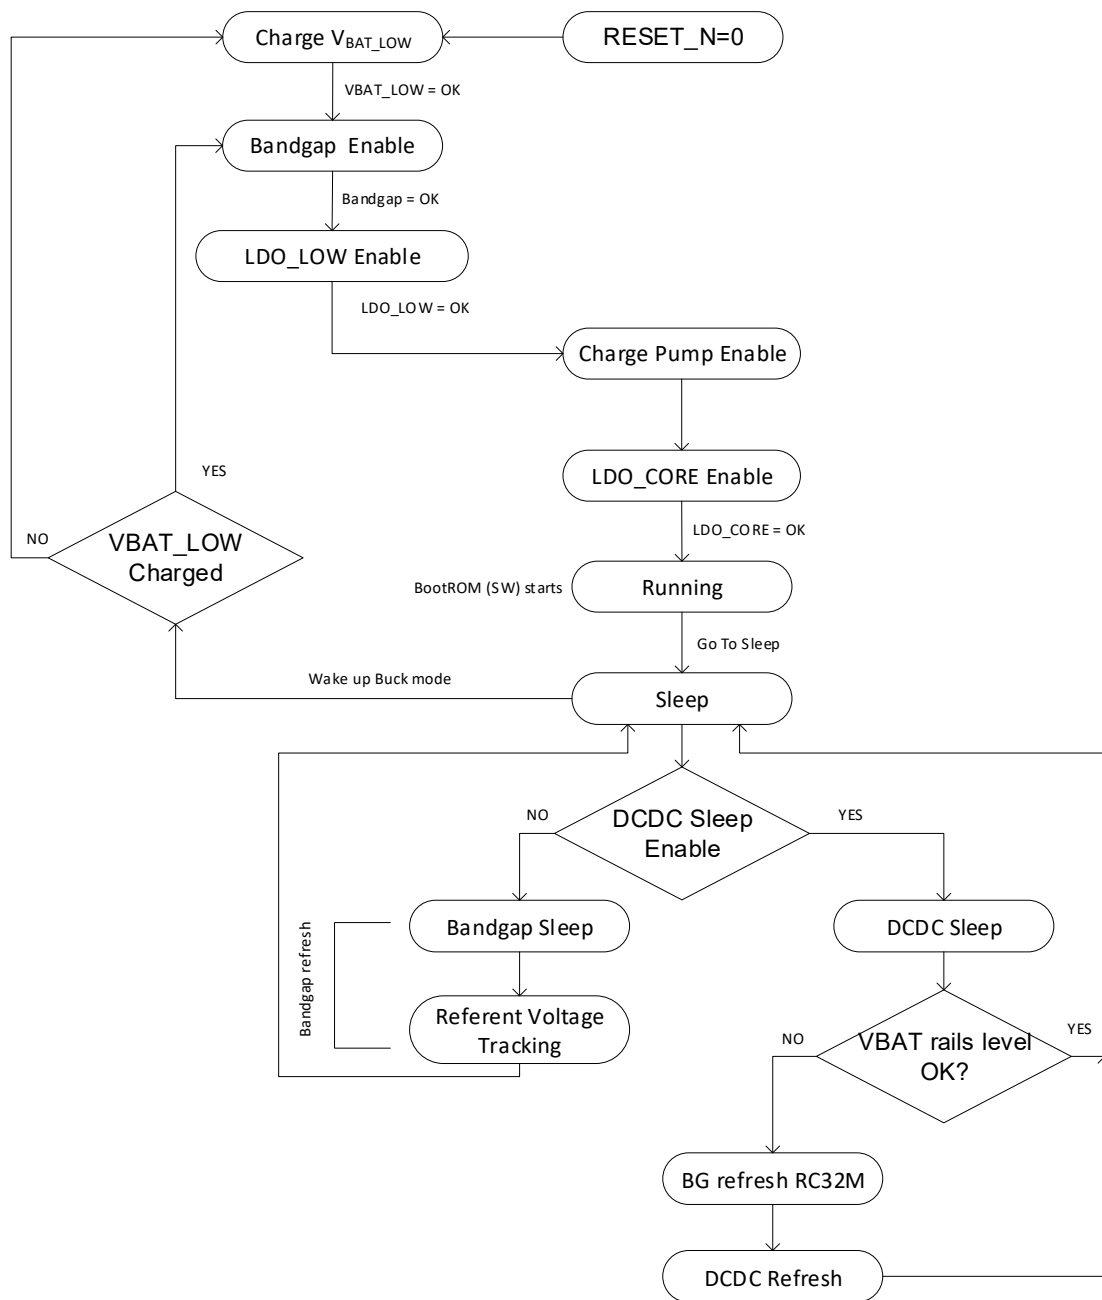 Charge VBAT_LOW
RESET_N=0
VBAT_LOW = OK
Bandgap Enable
Bandgap = OK
LDO_LOW Enable
LDO_LOW = OK
Charge Pump Enable
YES
LDO_CORE Enable
NO
VBAT_LOW
Charged
LDO_CORE = OK
BootROM (SW) starts
Running
Go To Sleep
Wake up Buck mode
Sleep
NO
DCDC Sleep
Enable
YES
Bandgap refresh
Bandgap Sleep
DCDC Sleep
Referent Voltage
Tracking
NO
VBAT rails level
OK?
YES
BG refresh RC32M
DCDC Refresh